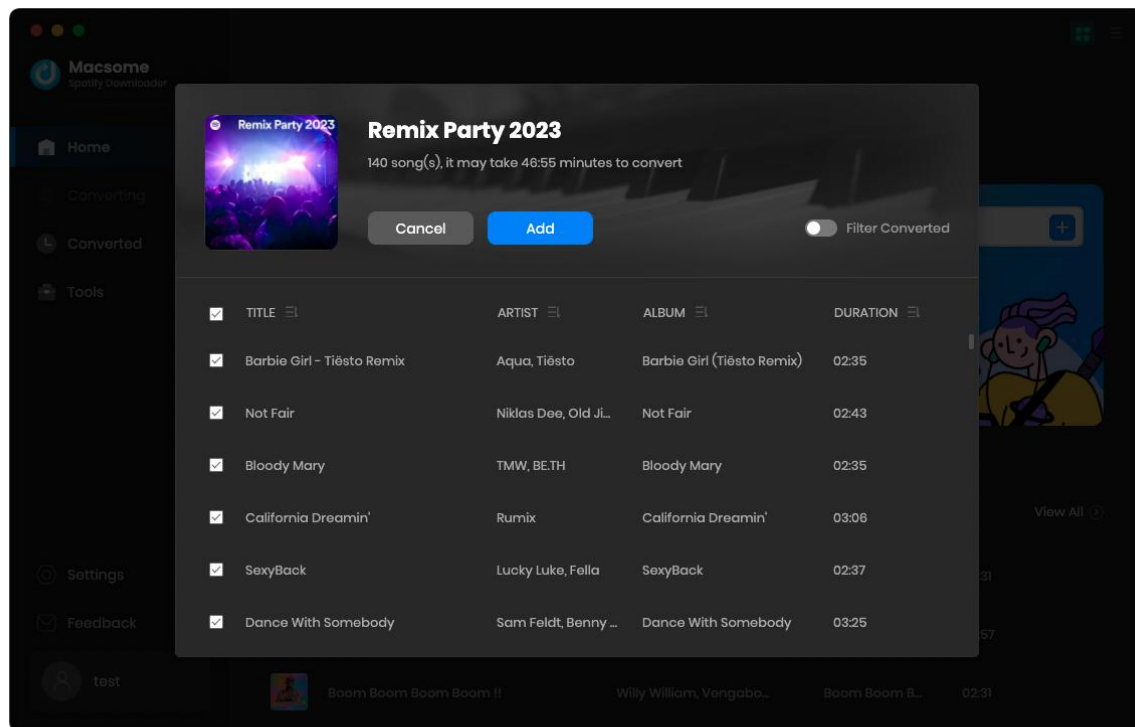 Macsome
Spotify Downloader
Home
Converting
Converted
Tools
Settings
Feedback
test
Remix Party 2023
Remix Party 2023
140 song(s), it may take 46:55 minutes to convert
Cancel Add Filter Converted
TITLE ARTIST ALBUM DURATION
Barbie Girl - Tiësto Remix Aqua, Tiësto Barbie Girl (Tiësto Remix) 02:35
Not Fair Niklas Dee, Old Ji... Not Fair 02:43
Bloody Mary TMW, BE.TH Bloody Mary 02:35
California Dreamin' Rumix California Dreamin' 03:06
SexyBack Lucky Luke, Fella SexyBack 02:37
Dance With Somebody Sam Feldt, Benny ... Dance With Somebody 03:25
View All
:31
:57
Boom Boom Boom Boom !! Willy William, Vengabo... Boom Boom B... 02:31